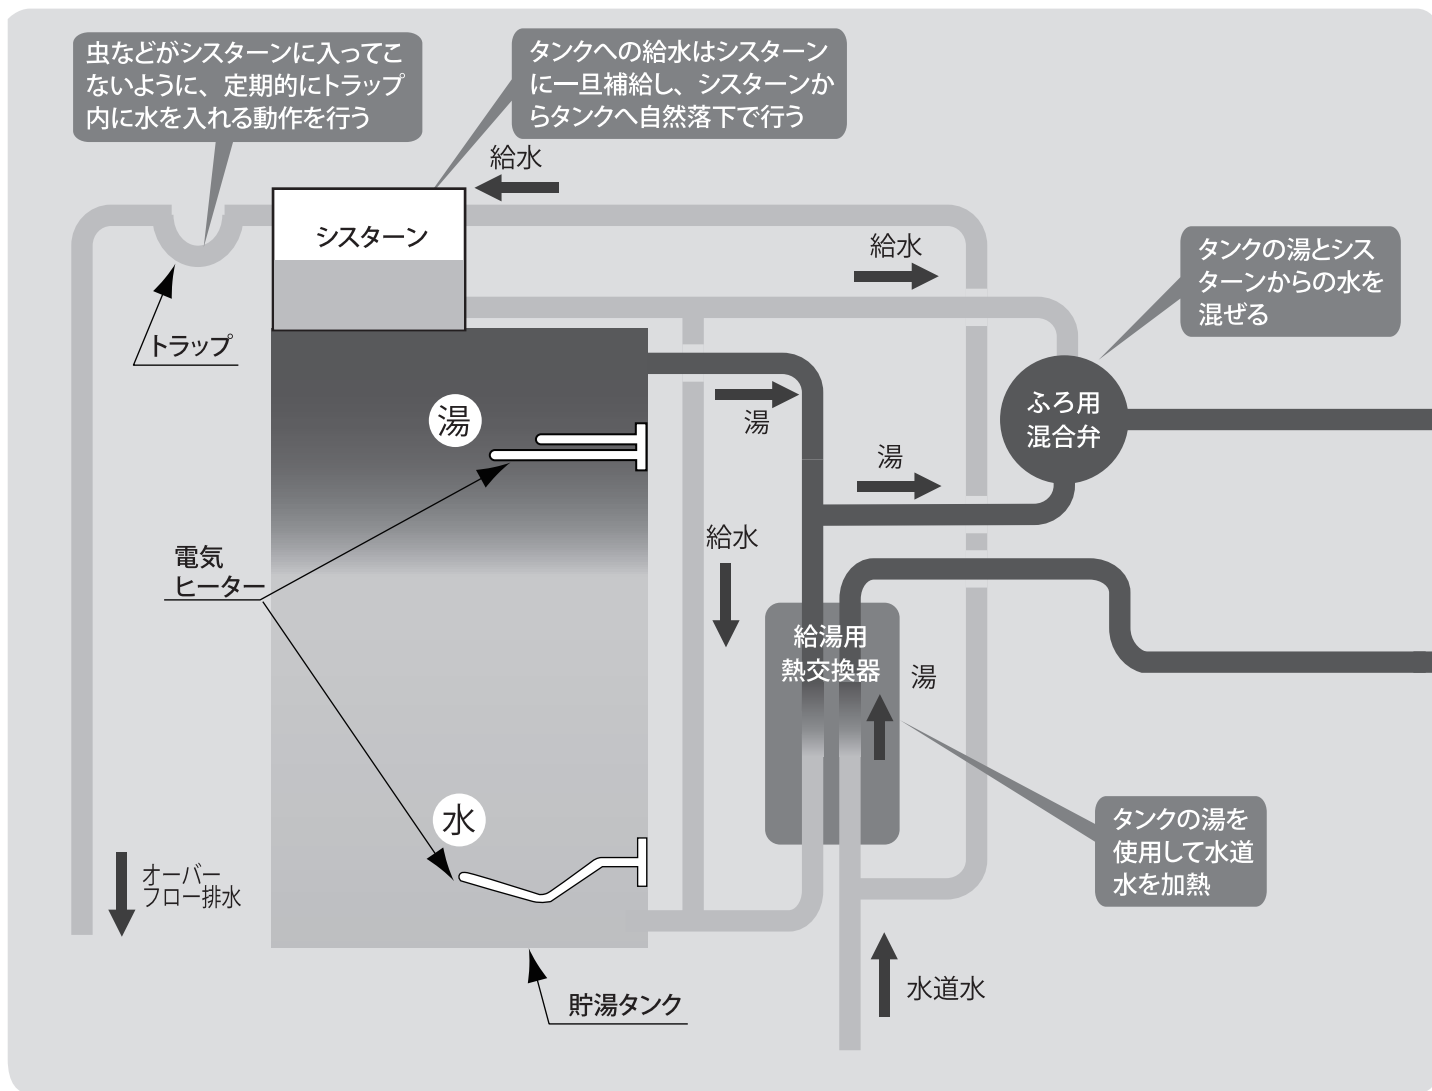 虫などがシスターンに入ってこ
ないように、定期的にトラップ
内に水を入れる動作を行う
タンクへの給水はシスターン
に一旦補給し、シスターンか
らタンクへ自然落下で行う
給水
シスターン
給水
タンクの湯とシス
ターンからの水を
混ぜる
トラップ
湯
湯
ふろ用
混合弁
湯
電気
ヒーター
給水
給湯用
熱交換器
湯
水
タンクの湯を
使用して水道
水を加熱
オーバー
フロー排水
水道水
貯湯タンク